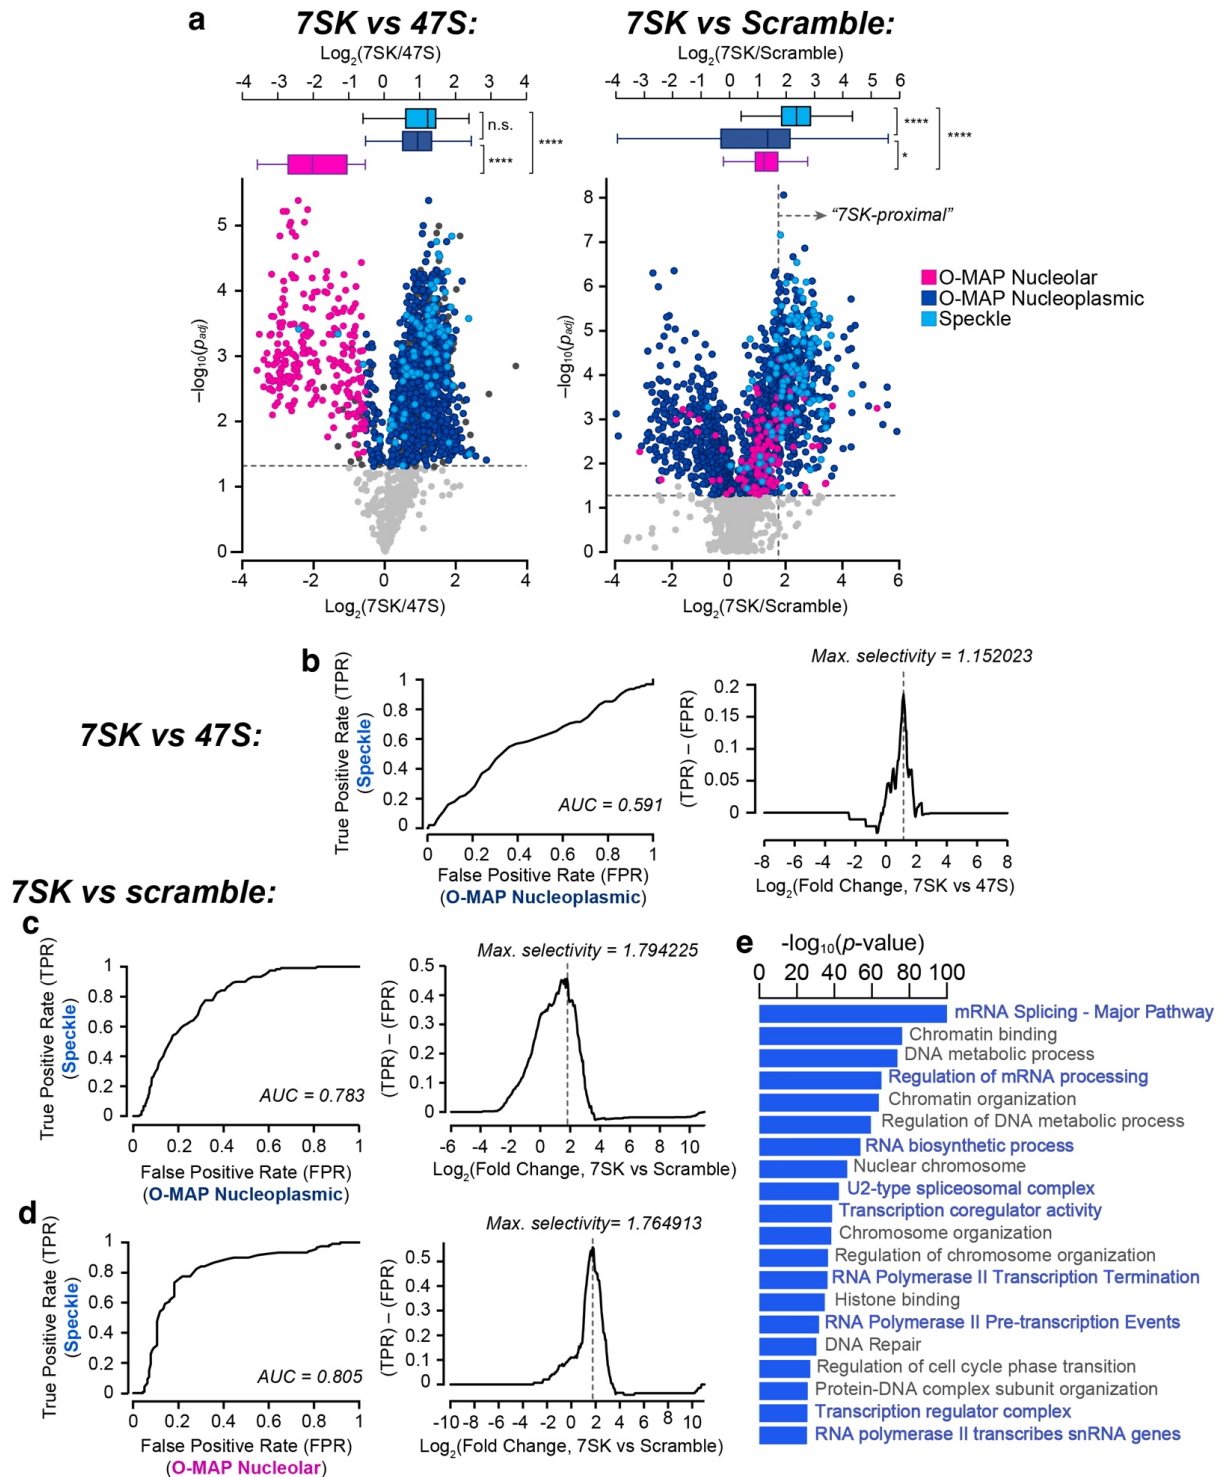 a
7SK vs 47S:
Log2(7SK/47S)
-4 -3 -2 -1 0 1 2 3 4
n.s.
****
****
5
4
3
2
1
0
–log10(padj)
-4 -2 0 2 4
Log2(7SK/47S)
7SK vs Scramble:
Log2(7SK/Scramble)
-4 -3 -2 -1 0 1 2 3 4 5 6
****
****
*
"7SK-proximal"
8
7
6
5
4
3
2
1
0
–log10(padj)
-4 -2 0 2 4 6
Log2(7SK/Scramble)
O-MAP Nucleolar
O-MAP Nucleoplasmic
Speckle
7SK vs 47S:
b
True Positive Rate (TPR)
(Speckle)
1
0.8
0.6
0.4
0.2
0
AUC = 0.591
0 0.2 0.4 0.6 0.8 1
False Positive Rate (FPR)
(O-MAP Nucleoplasmic)
Max. selectivity = 1.152023
(TPR) – (FPR)
0.2
0.15
0.1
0.05
0
-8 -6 -4 -2 0 2 4 6 8
Log2(Fold Change, 7SK vs 47S)
7SK vs scramble:
c
True Positive Rate (TPR)
(Speckle)
1
0.8
0.6
0.4
0.2
0
AUC = 0.783
0 0.2 0.4 0.6 0.8 1
False Positive Rate (FPR)
(O-MAP Nucleoplasmic)
Max. selectivity = 1.794225
(TPR) – (FPR)
0.5
0.4
0.3
0.2
0.1
0
-6 -4 -2 0 2 4 6 8 10
Log2(Fold Change, 7SK vs Scramble)
d
True Positive Rate (TPR)
(Speckle)
1
0.8
0.6
0.4
0.2
0
AUC = 0.805
0 0.2 0.4 0.6 0.8 1
False Positive Rate (FPR)
(O-MAP Nucleolar)
Max. selectivity= 1.764913
(TPR) – (FPR)
0.5
0.4
0.3
0.2
0.1
0
-10 -8 -6 -4 -2 0 2 4 6 8 10
Log2(Fold Change, 7SK vs Scramble)
e
-log10(p-value)
0 20 40 60 80 100
mRNA Splicing - Major Pathway
Chromatin binding
DNA metabolic process
Regulation of mRNA processing
Chromatin organization
Regulation of DNA metabolic process
RNA biosynthetic process
Nuclear chromosome
U2-type spliceosomal complex
Transcription coregulator activity
Chromosome organization
Regulation of chromosome organization
RNA Polymerase II Transcription Termination
Histone binding
RNA Polymerase II Pre-transcription Events
DNA Repair
Regulation of cell cycle phase transition
Protein-DNA complex subunit organization
Transcription regulator complex
RNA polymerase II transcribes snRNA genes